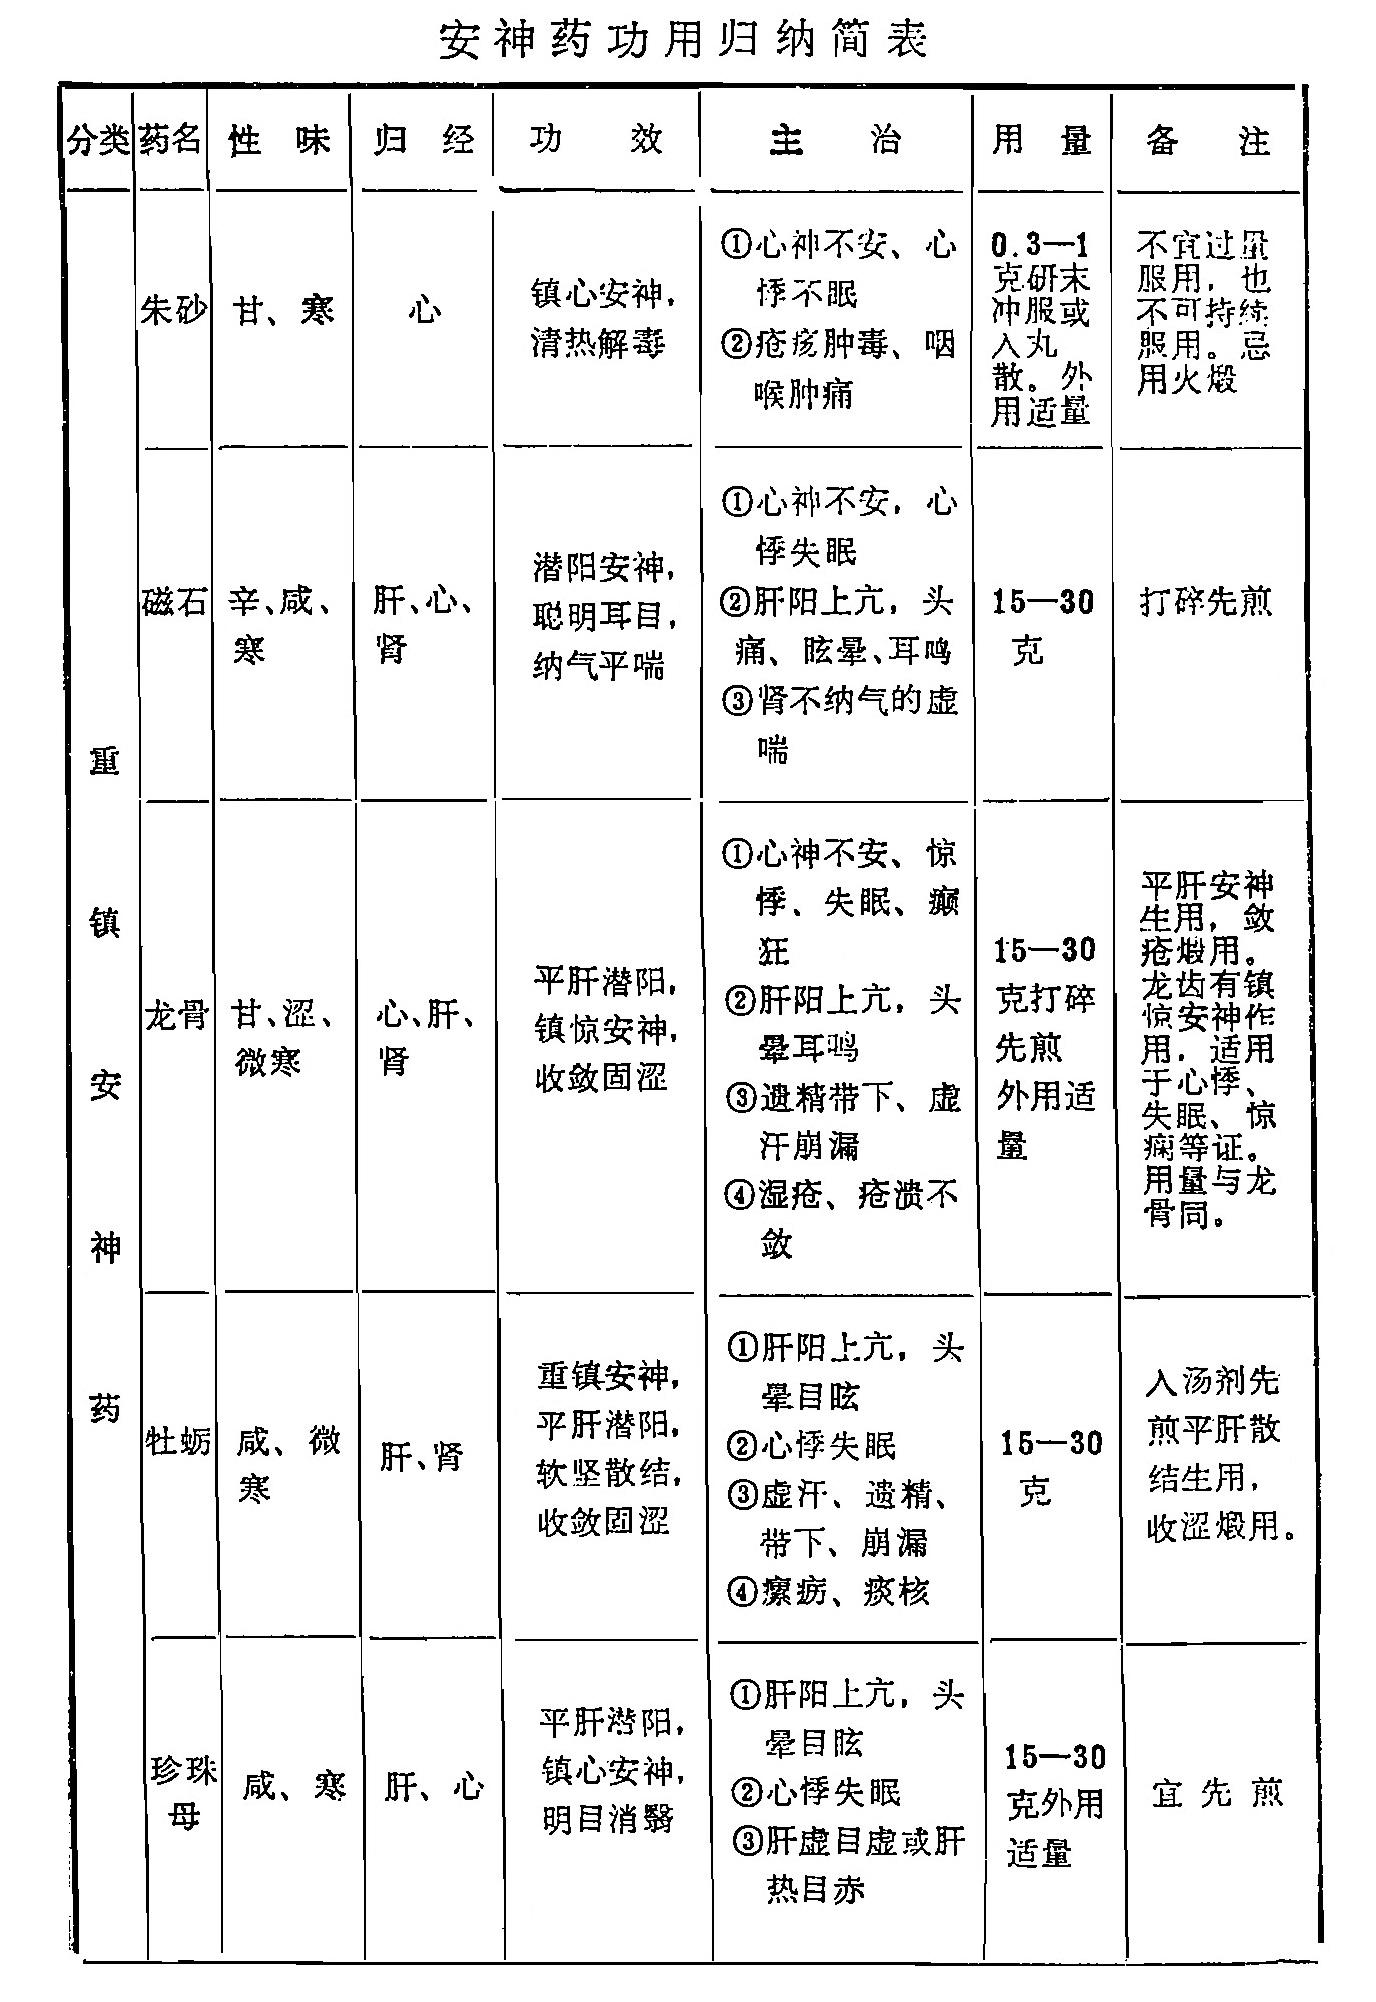 安神药功用归纳简表
分类 药名 性味 归经 功效 主治 用量 备注
重镇安神药
朱砂
甘、寒
心
镇心安神，
清热解毒
①心神不安、心
悸不眠
②疮疡肿毒、咽
喉肿痛
0.3—1
克研末
冲服或
入丸
散。外
用适量
不宜过量
服用，也
不可持续
服用。忌
用火煅
磁石
辛、咸、
寒
肝、心、
肾
潜阳安神，
聪明耳目，
纳气平喘
①心神不安，心
悸失眠
②肝阳上亢，头
痛、眩晕、耳鸣
③肾不纳气的虚
喘
15—30
克
打碎先煎
龙骨
甘、涩、
微寒
心、肝、
肾
平肝潜阳，
镇惊安神，
收敛固涩
①心神不安、惊
悸、失眠、癫
狂
②肝阳上亢，头
晕耳鸣
③遗精带下、虚
汗崩漏
④湿疮、疮溃不
敛
15—30
克打碎
先煎
外用适
量
平肝安神
生用，敛
疮煅用。
龙齿有镇
惊安神作
用，适用
于心悸、
失眠、惊
痫等证。
用量与龙
骨同。
牡蛎
咸、微
寒
肝、肾
重镇安神，
平肝潜阳，
软坚散结，
收敛固涩
①肝阳上亢，头
晕目眩
②心悸失眠
③虚汗、遗精、
带下、崩漏
④瘰疬、痰核
15—30
克
入汤剂先
煎平肝散
结生用，
收涩煅用。
珍珠
母
咸、寒
肝、心
平肝潜阳，
镇心安神，
明目消翳
①肝阳上亢，头
晕目眩
②心悸失眠
③肝虚目虚或肝
热目赤
15—30
克外用
适量
宜先煎